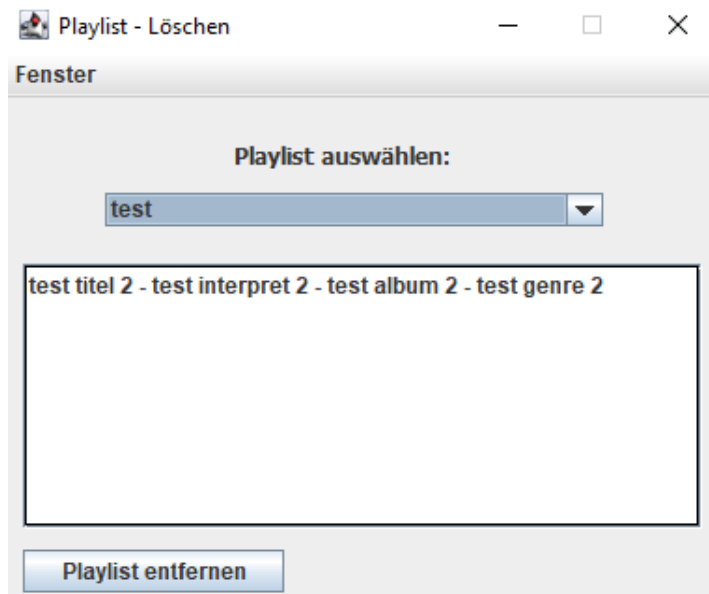 Playlist - Löschen
Fenster
Playlist auswählen:
test
test titel 2 - test interpret 2 - test album 2 - test genre 2
Playlist entfernen